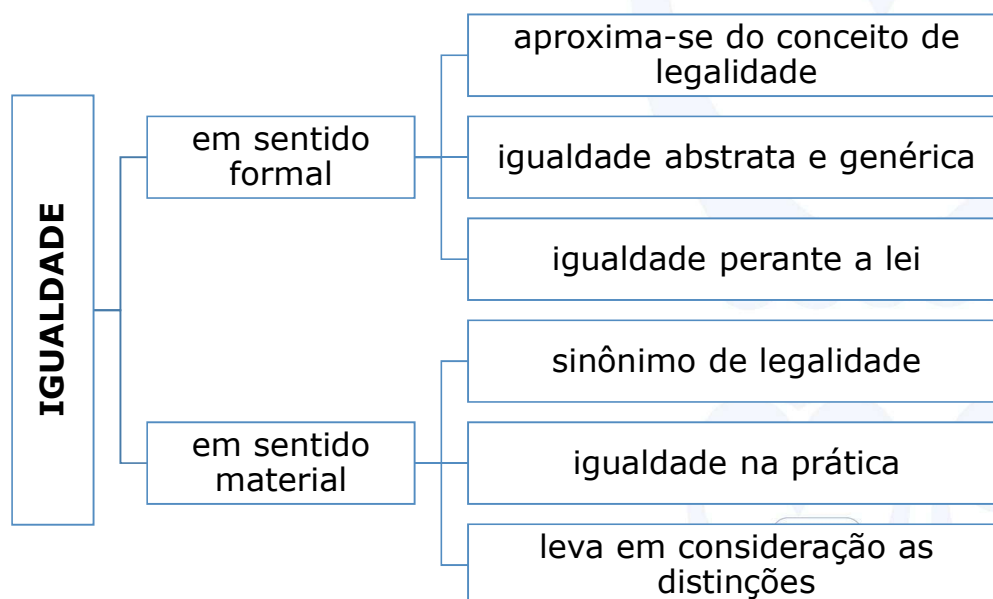 IGUALDADE
em sentido
formal
aproxima-se do conceito de
legalidade
igualdade abstrata e genérica
igualdade perante a lei
em sentido
material
sinônimo de legalidade
igualdade na prática
leva em consideração as
distinções